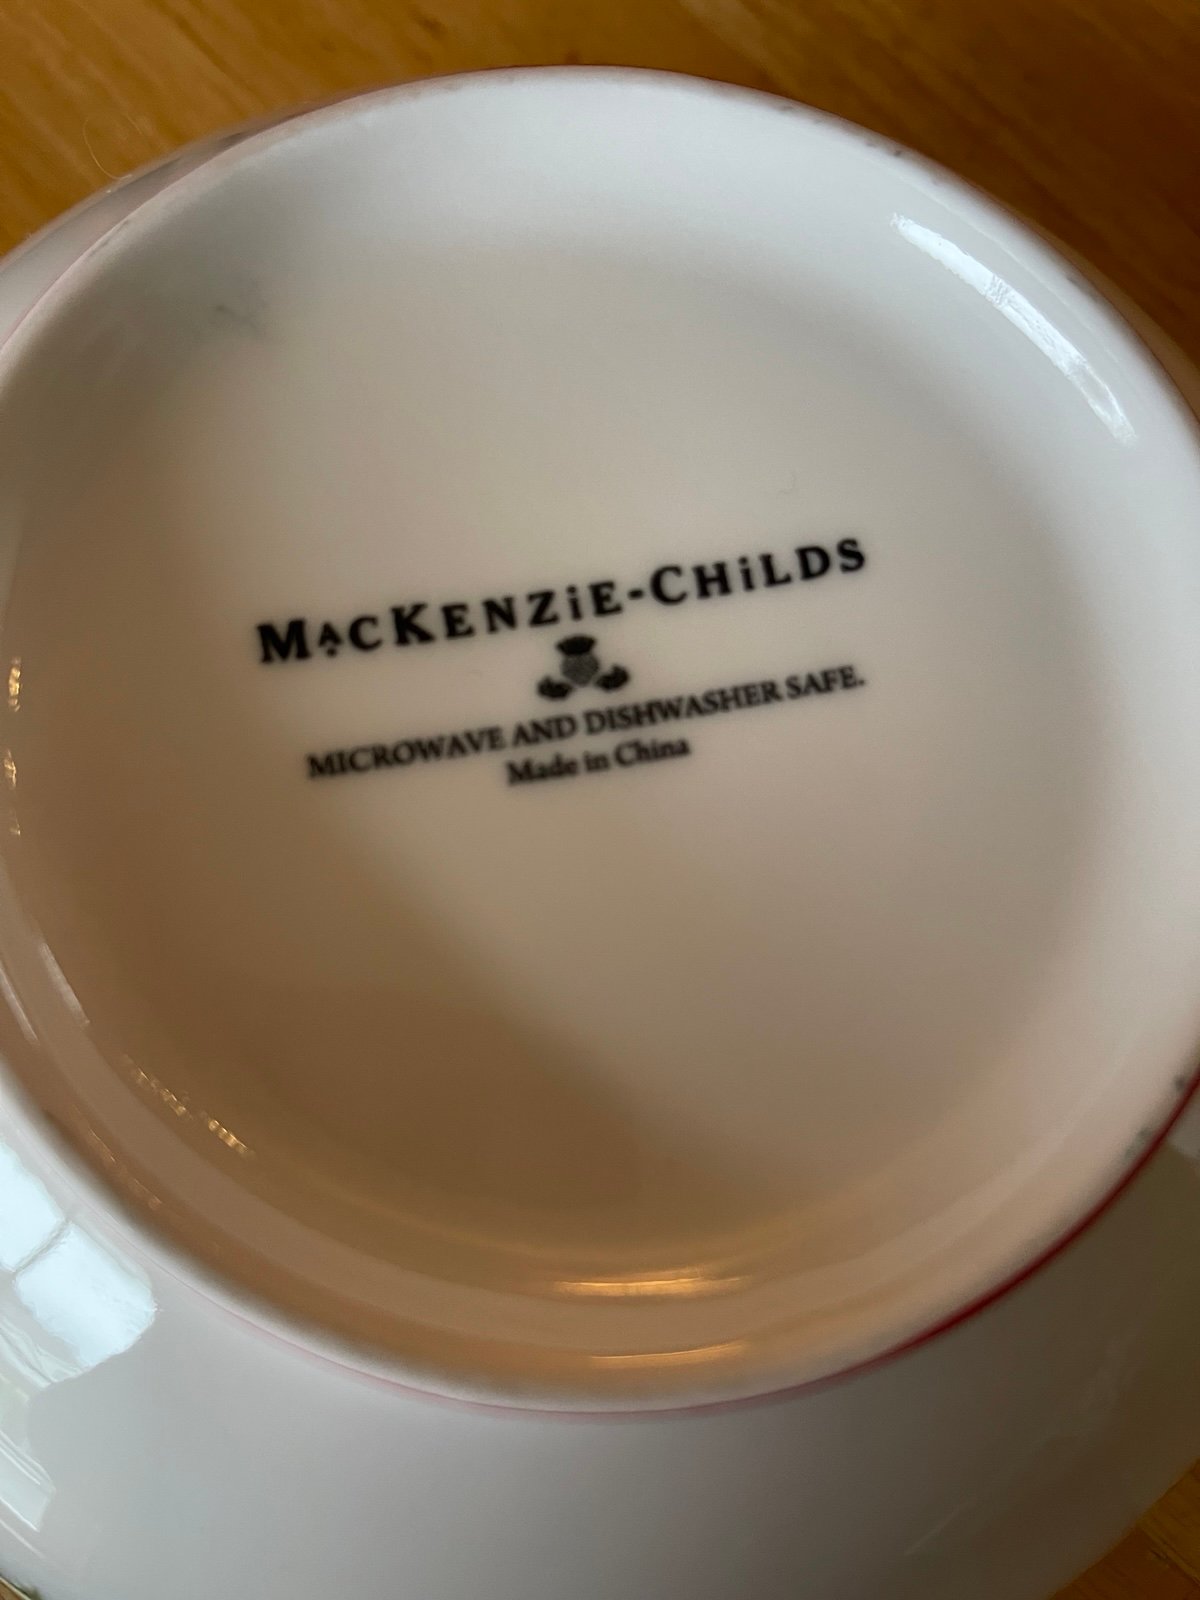 MACKENZiE-CHiLDS
MICROWAVE AND DISHWASHER SAFE.
Made in China